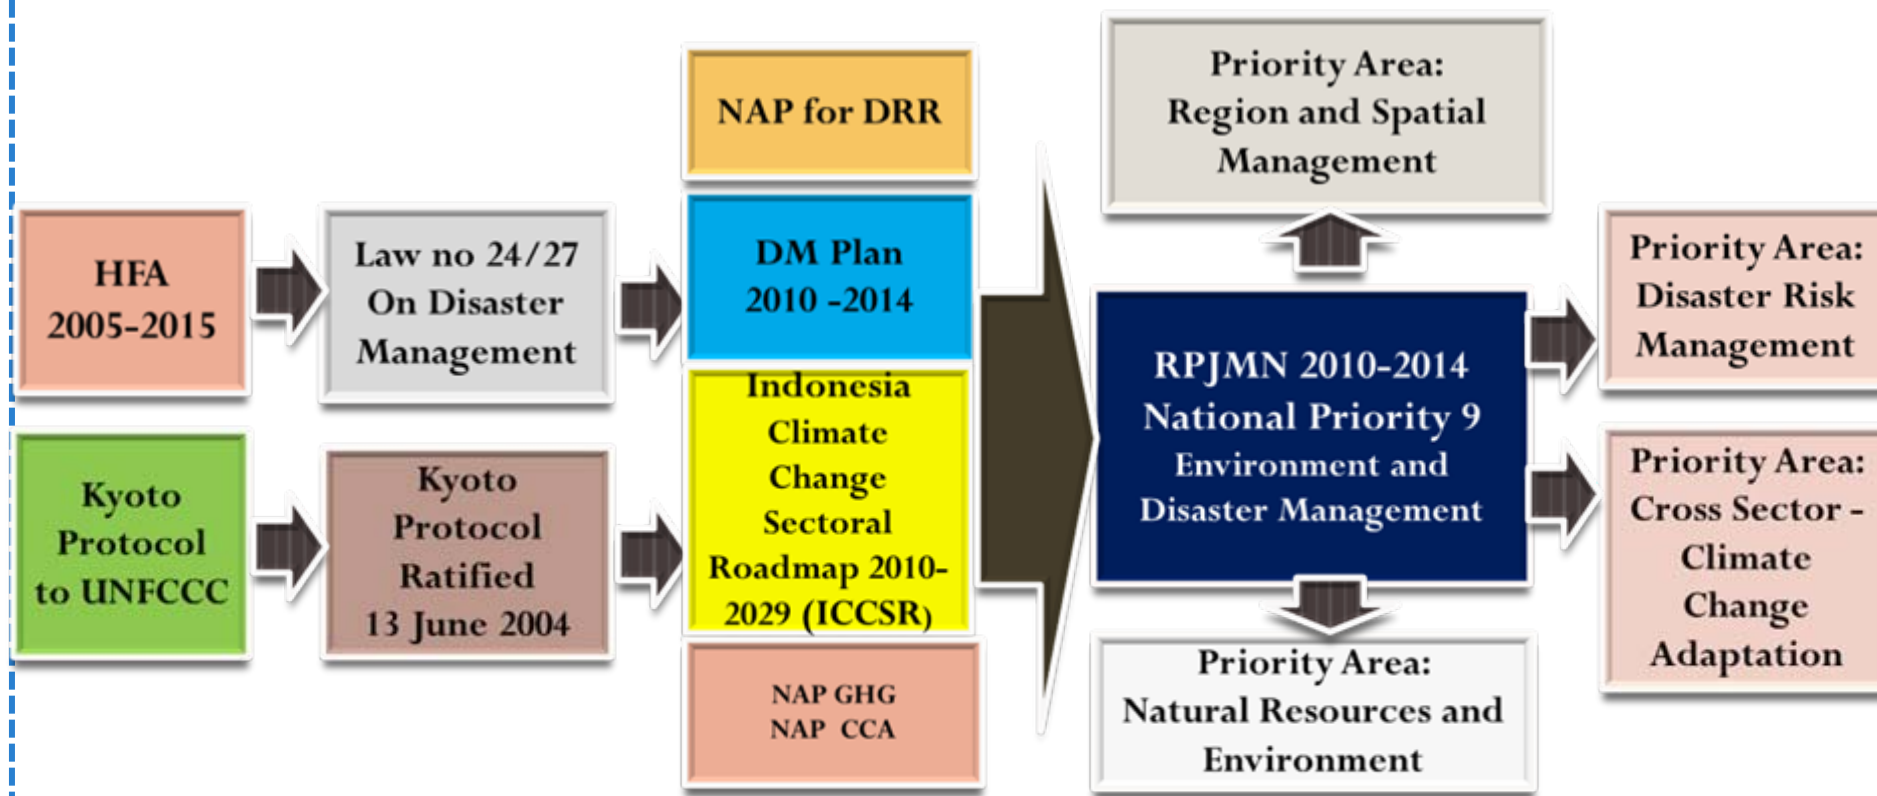 HFA
2005-2015
Kyoto
Protocol
to UNFCCC
Law no 24/27
On Disaster
Management
Kyoto
Protocol
Ratified
13 June 2004
NAP for DRR
DM Plan
2010 -2014
Indonesia
Climate
Change
Sectoral
Roadmap 2010-
2029 (ICCSR)
NAP GHG
NAP CCA
Priority Area:
Region and Spatial
Management
RPJMN 2010-2014
National Priority 9
Environment and
Disaster Management
Priority Area:
Natural Resources and
Environment
Priority Area:
Disaster Risk
Management
Priority Area:
Cross Sector -
Climate
Change
Adaptation